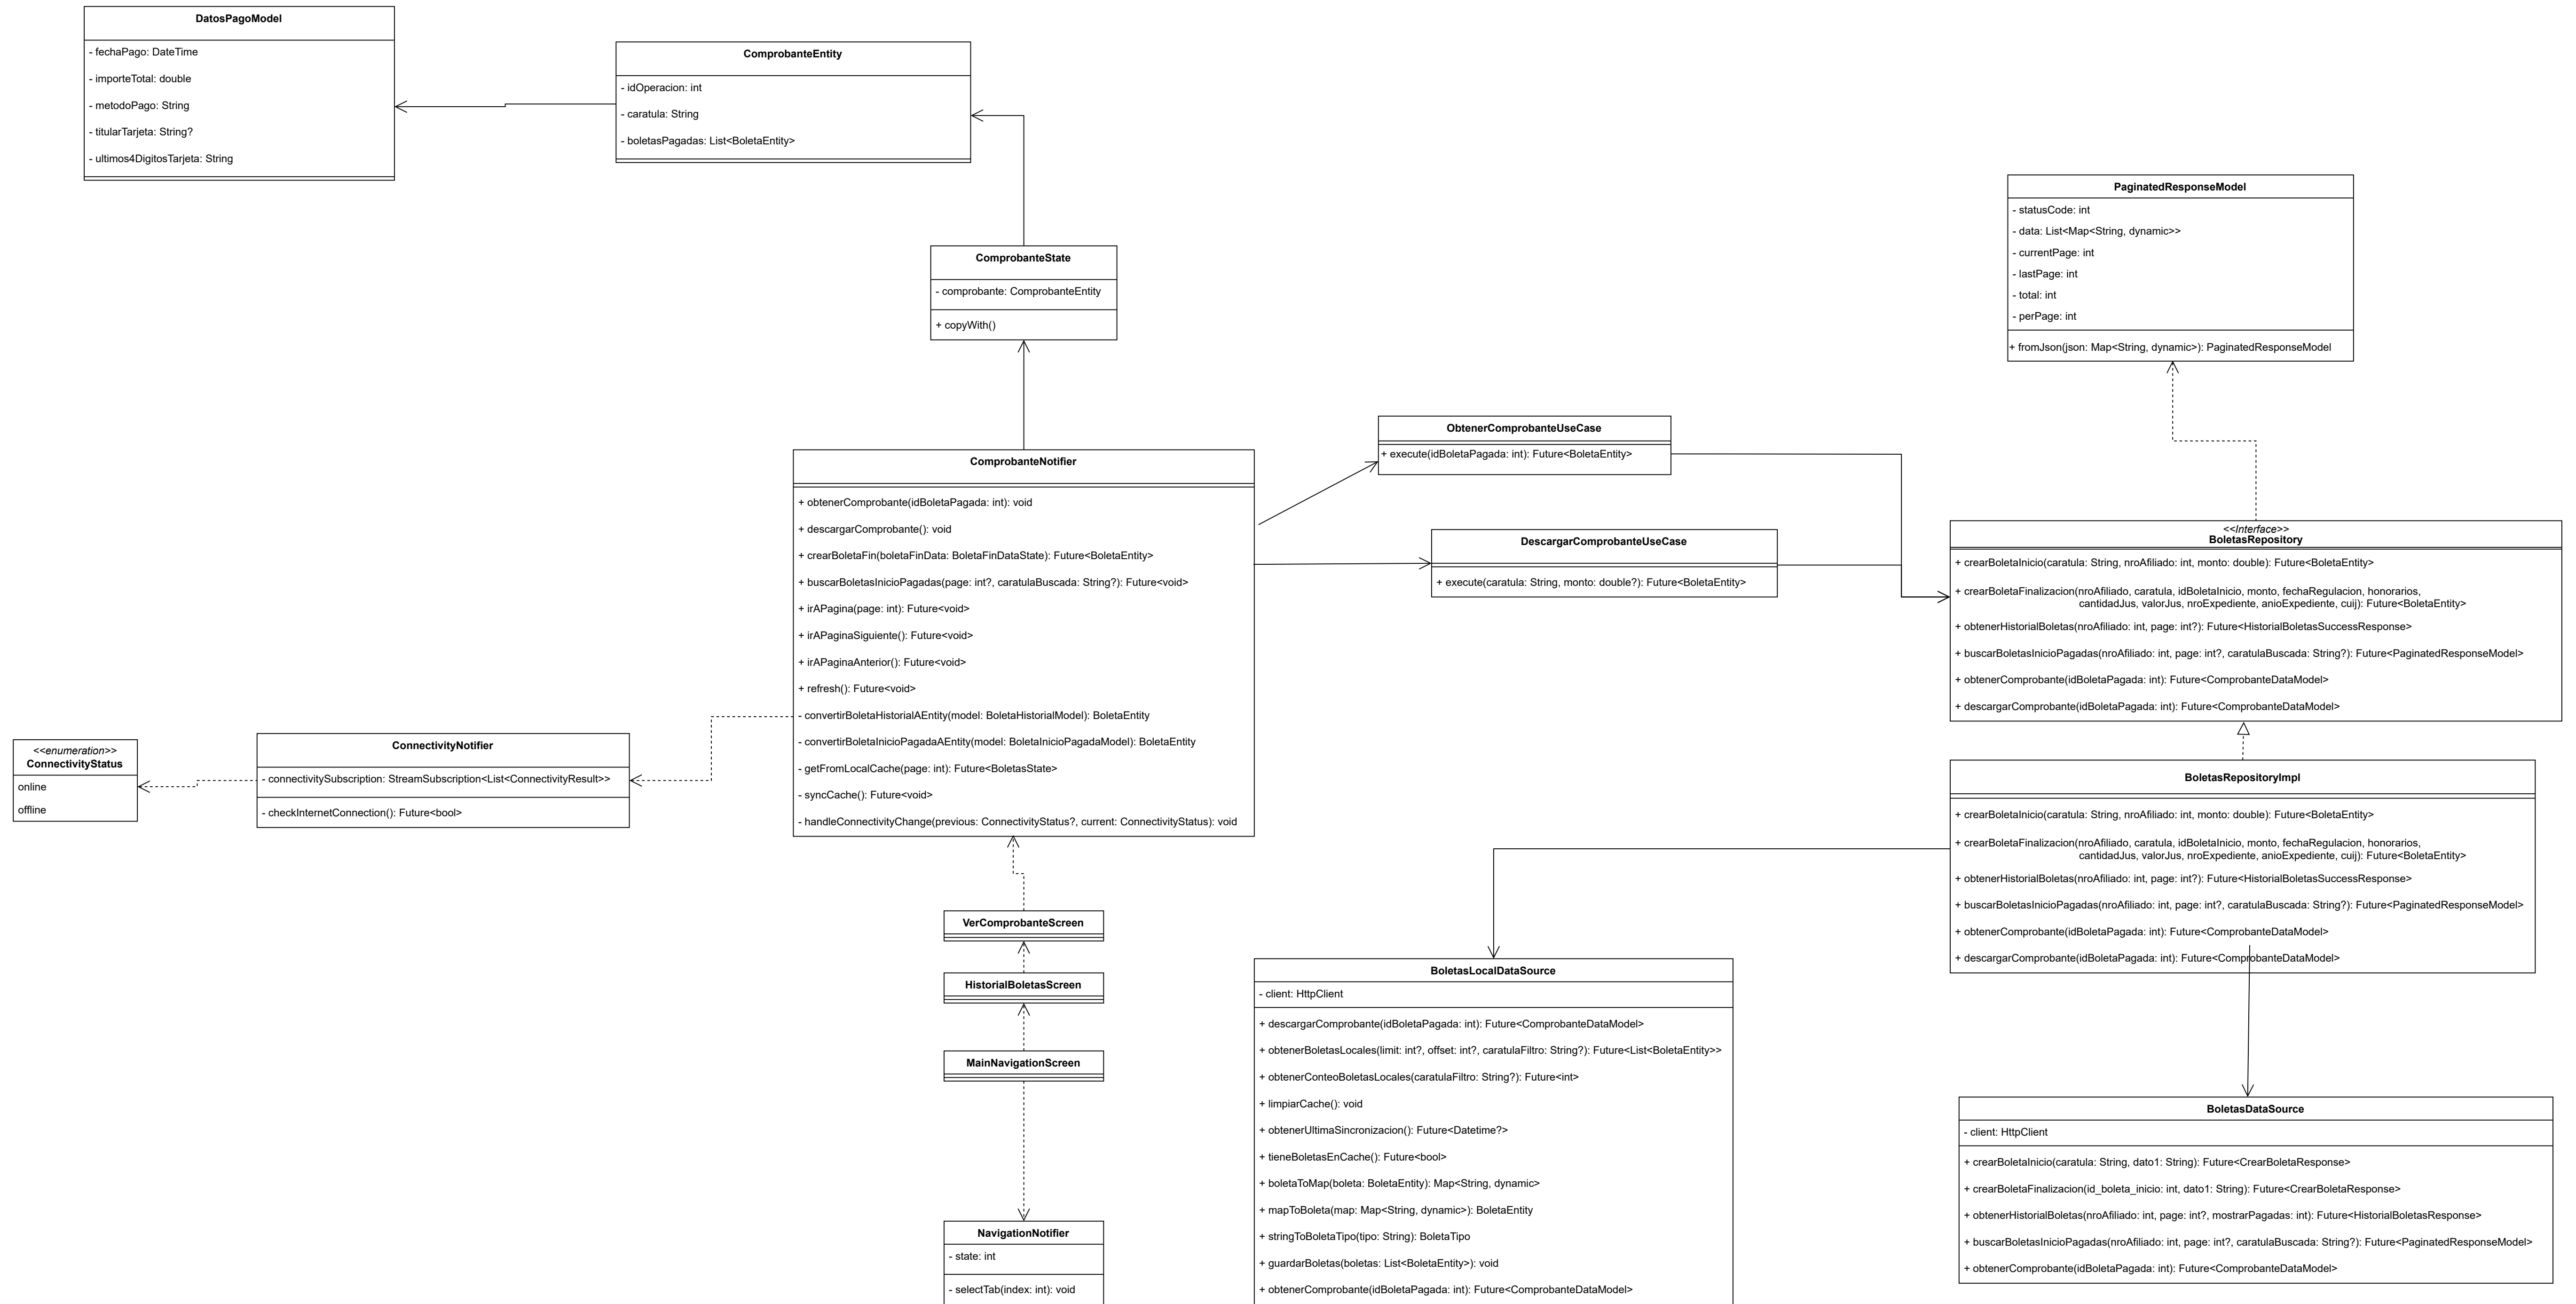 DatosPagoModel
- fechaPago: DateTime
- importeTotal: double
- metodoPago: String
- titularTarjeta: String?
- ultimos4DigitosTarjeta: String
ComprobanteEntity
- idOperacion: int
- caratula: String
- boletasPagadas: List<BoletaEntity>
ComprobanteState
- comprobante: ComprobanteEntity
+ copyWith()
PaginatedResponseModel
- statusCode: int
- data: List<Map<String, dynamic>>
- currentPage: int
- lastPage: int
- total: int
- perPage: int
+ fromJson(json: Map<String, dynamic>): PaginatedResponseModel
ComprobanteNotifier
+ obtenerComprobante(idBoletaPagada: int): void
+ descargarComprobante(): void
+ crearBoletaFin(boletaFinData: BoletaFinDataState): Future<BoletaEntity>
+ buscarBoletasInicioPagadas(page: int?, caratulaBuscada: String?): Future<void>
+ irAPagina(page: int): Future<void>
+ irAPaginaSiguiente(): Future<void>
+ irAPaginaAnterior(): Future<void>
+ refresh(): Future<void>
- convertirBoletaHistorialAEntity(model: BoletaHistorialModel): BoletaEntity
- convertirBoletaInicioPagadaAEntity(model: BoletaInicioPagadaModel): BoletaEntity
- getFromLocalCache(page: int): Future<BoletasState>
- syncCache(): Future<void>
- handleConnectivityChange(previous: ConnectivityStatus?, current: ConnectivityStatus): void
ObtenerComprobanteUseCase
+ execute(idBoletaPagada: int): Future<BoletaEntity>
DescargarComprobanteUseCase
+ execute(caratula: String, monto: double?): Future<BoletaEntity>
<<Interface>>
BoletasRepository
+ crearBoletaInicio(caratula: String, nroAfiliado: int, monto: double): Future<BoletaEntity>
+ crearBoletaFinalizacion(nroAfiliado, caratula, idBoletaInicio, monto, fechaRegulacion, honorarios,
cantidadJus, valorJus, nroExpediente, anioExpediente, cuij): Future<BoletaEntity>
+ obtenerHistorialBoletas(nroAfiliado: int, page: int?): Future<HistorialBoletasSuccessResponse>
+ buscarBoletasInicioPagadas(nroAfiliado: int, page: int?, caratulaBuscada: String?): Future<PaginatedResponseModel>
+ obtenerComprobante(idBoletaPagada: int): Future<ComprobanteDataModel>
+ descargarComprobante(idBoletaPagada: int): Future<ComprobanteDataModel>
<<enumeration>>
ConnectivityStatus
online
offline
ConnectivityNotifier
- connectivitySubscription: StreamSubscription<List<ConnectivityResult>>
- checkInternetConnection(): Future<bool>
BoletasRepositoryImpl
+ crearBoletaInicio(caratula: String, nroAfiliado: int, monto: double): Future<BoletaEntity>
+ crearBoletaFinalizacion(nroAfiliado, caratula, idBoletaInicio, monto, fechaRegulacion, honorarios,
cantidadJus, valorJus, nroExpediente, anioExpediente, cuij): Future<BoletaEntity>
+ obtenerHistorialBoletas(nroAfiliado: int, page: int?): Future<HistorialBoletasSuccessResponse>
+ buscarBoletasInicioPagadas(nroAfiliado: int, page: int?, caratulaBuscada: String?): Future<PaginatedResponseModel>
+ obtenerComprobante(idBoletaPagada: int): Future<ComprobanteDataModel>
+ descargarComprobante(idBoletaPagada: int): Future<ComprobanteDataModel>
VerComprobanteScreen
HistorialBoletasScreen
MainNavigationScreen
NavigationNotifier
- state: int
- selectTab(index: int): void
BoletasLocalDataSource
- client: HttpClient
+ descargarComprobante(idBoletaPagada: int): Future<ComprobanteDataModel>
+ obtenerBoletasLocales(limit: int?, offset: int?, caratulaFiltro: String?): Future<List<BoletaEntity>>
+ obtenerConteoBoletasLocales(caratulaFiltro: String?): Future<int>
+ limpiarCache(): void
+ obtenerUltimaSincronizacion(): Future<Datetime?>
+ tieneBoletasEnCache(): Future<bool>
+ boletaToMap(boleta: BoletaEntity): Map<String, dynamic>
+ mapToBoleta(map: Map<String, dynamic>): BoletaEntity
+ stringToBoletaTipo(tipo: String): BoletaTipo
+ guardarBoletas(boletas: List<BoletaEntity>): void
+ obtenerComprobante(idBoletaPagada: int): Future<ComprobanteDataModel>
BoletasDataSource
- client: HttpClient
+ crearBoletaInicio(caratula: String, dato1: String): Future<CrearBoletaResponse>
+ crearBoletaFinalizacion(id_boleta_inicio: int, dato1: String): Future<CrearBoletaResponse>
+ obtenerHistorialBoletas(nroAfiliado: int, page: int?, mostrarPagadas: int): Future<HistorialBoletasResponse>
+ buscarBoletasInicioPagadas(nroAfiliado: int, page: int?, caratulaBuscada: String?): Future<PaginatedResponseModel>
+ obtenerComprobante(idBoletaPagada: int): Future<ComprobanteDataModel>